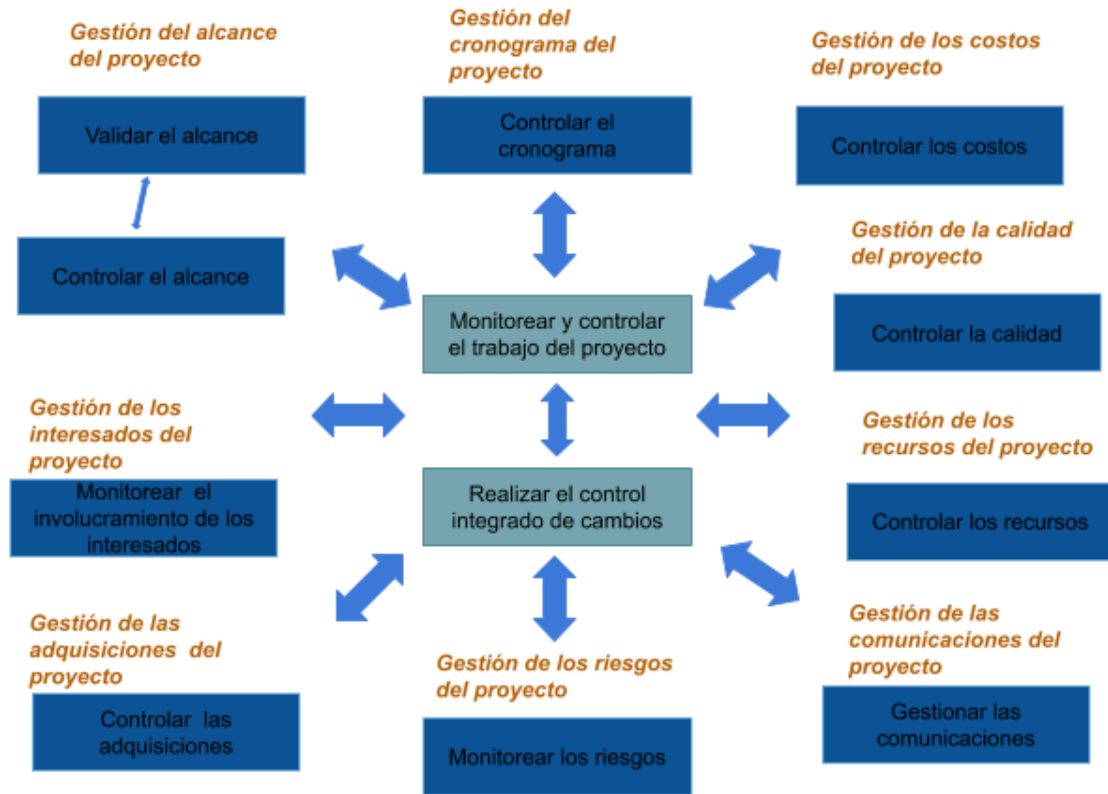 Gestión del alcance
del proyecto
Validar el alcance
Controlar el alcance
Gestión del
cronograma del
proyecto
Controlar el
cronograma
Gestión de los costos
del proyecto
Controlar los costos
Gestión de la calidad
del proyecto
Controlar la calidad
Monitorear y controlar
el trabajo del proyecto
Realizar el control
integrado de cambios
Gestión de los
interesados del
proyecto
Monitorear el
involucramiento de los
interesados
Gestión de los
recursos del proyecto
Controlar los recursos
Gestión de las
adquisiciones del
proyecto
Controlar las
adquisiciones
Gestión de los riesgos
del proyecto
Monitorear los riesgos
Gestión de las
comunicaciones del
proyecto
Gestionar las
comunicaciones